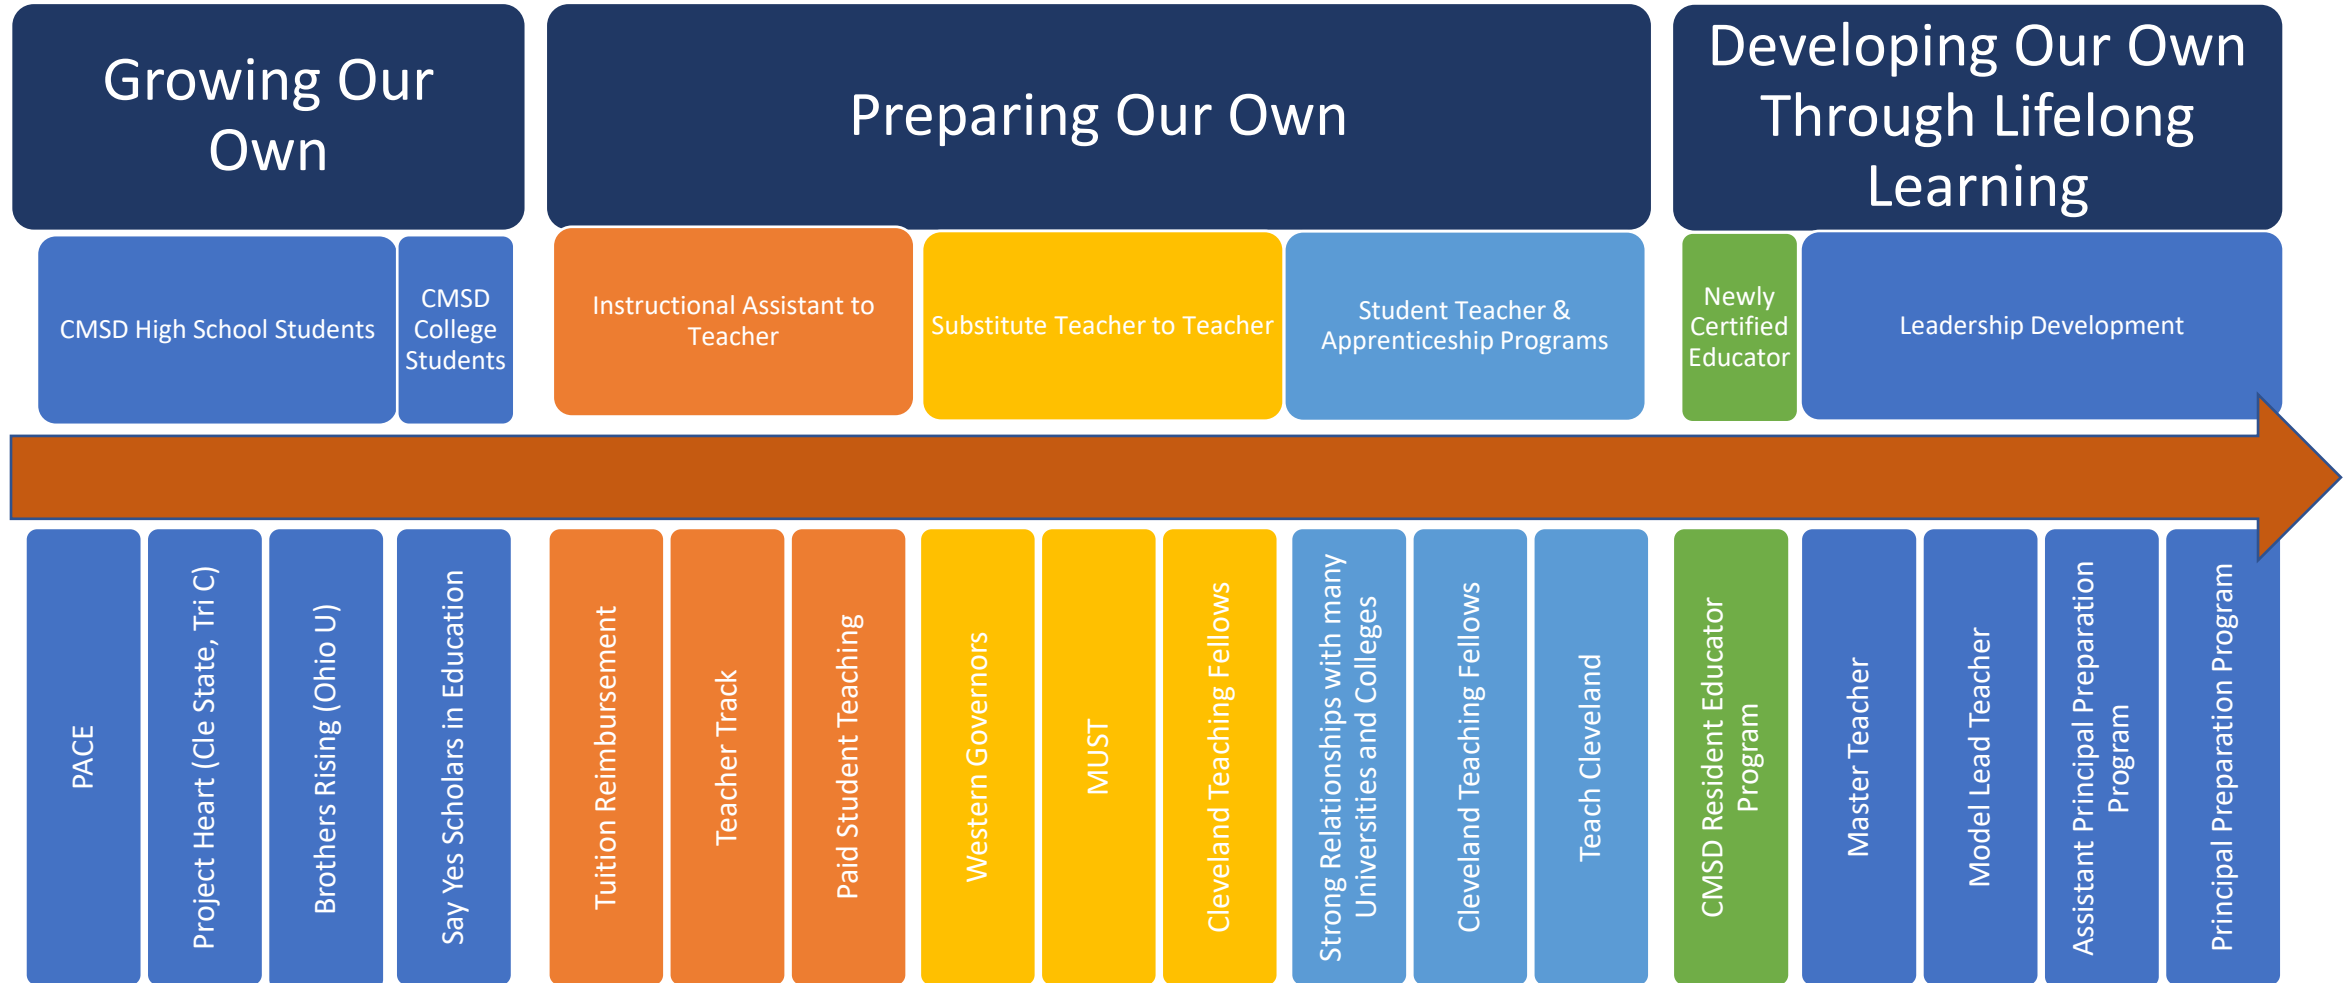 Growing Our
Own
Preparing Our Own
Developing Our Own
Through Lifelong
Learning
CMSD High School Students
CMSD
College
Students
Instructional Assistant to
Teacher
Substitute Teacher to Teacher
Student Teacher &
Apprenticeship Programs
Newly
Certified
Educator
Leadership Development
PACE
Project Heart (Cle State, Tri C)
Brothers Rising (Ohio U)
Say Yes Scholars in Education
Tuition Reimbursement
Teacher Track
Paid Student Teaching
Western Governors
MUST
Cleveland Teaching Fellows
Strong Relationships with many
Universities and Colleges
Cleveland Teaching Fellows
Teach Cleveland
CMSD Resident Educator
Program
Master Teacher
Model Lead Teacher
Assistant Principal Preparation
Program
Principal Preparation Program